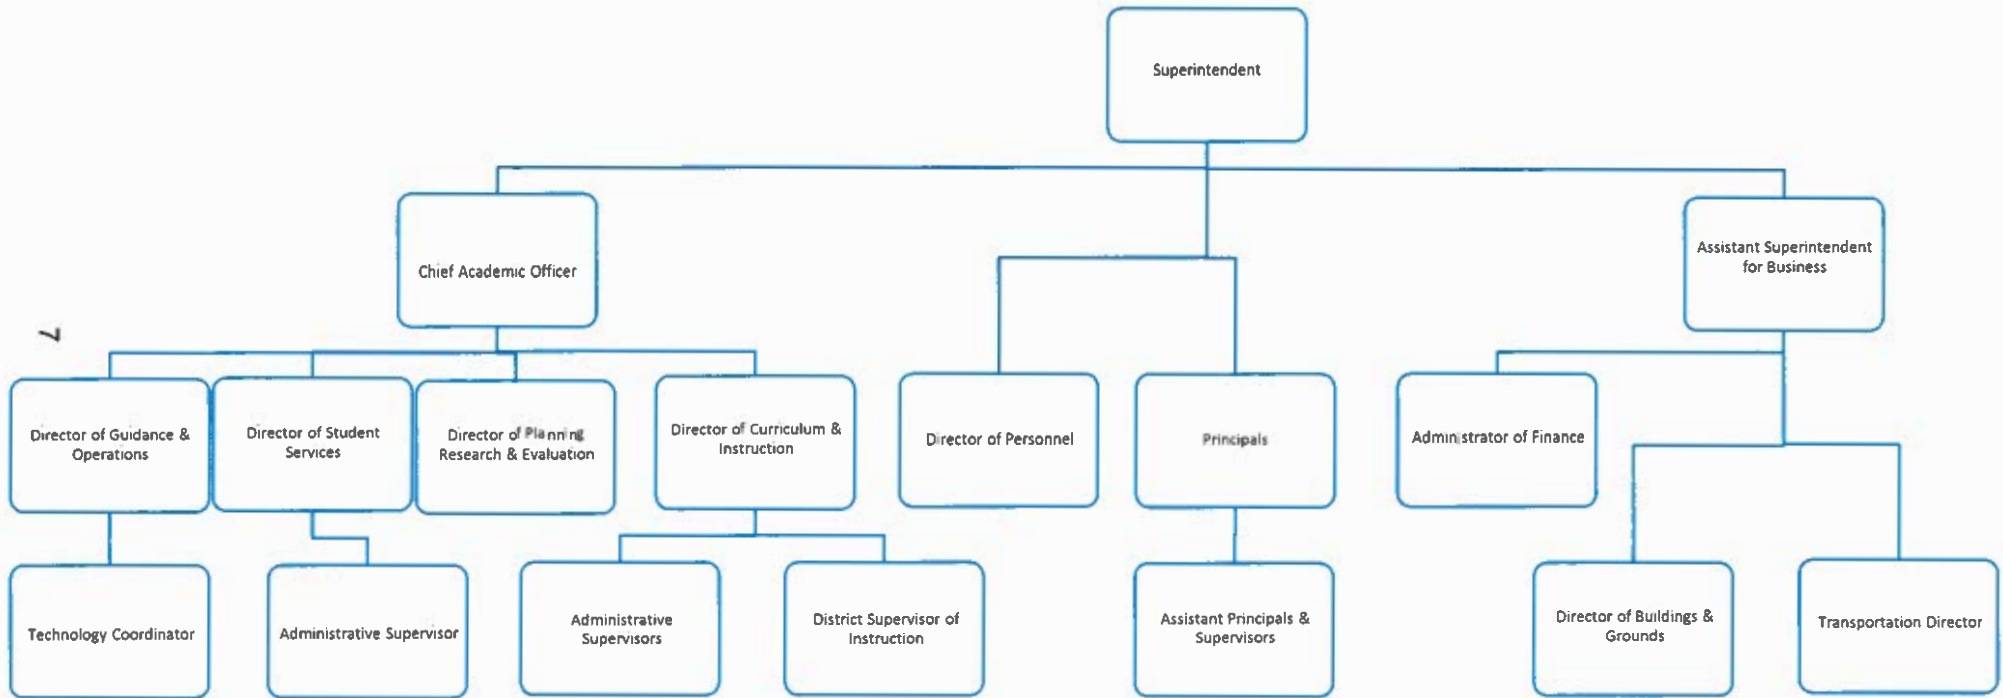 Superintendent
Chief Academic Officer
Assistant Superintendent
for Business
7
Director of Guidance &
Operations
Director of Student
Services
Director of Planning
Research & Evaluation
Director of Curriculum &
Instruction
Director of Personnel
Principals
Administrator of Finance
Technology Coordinator
Administrative Supervisor
Administrative
Supervisors
District Supervisor of
Instruction
Assistant Principals &
Supervisors
Director of Buildings &
Grounds
Transportation Director